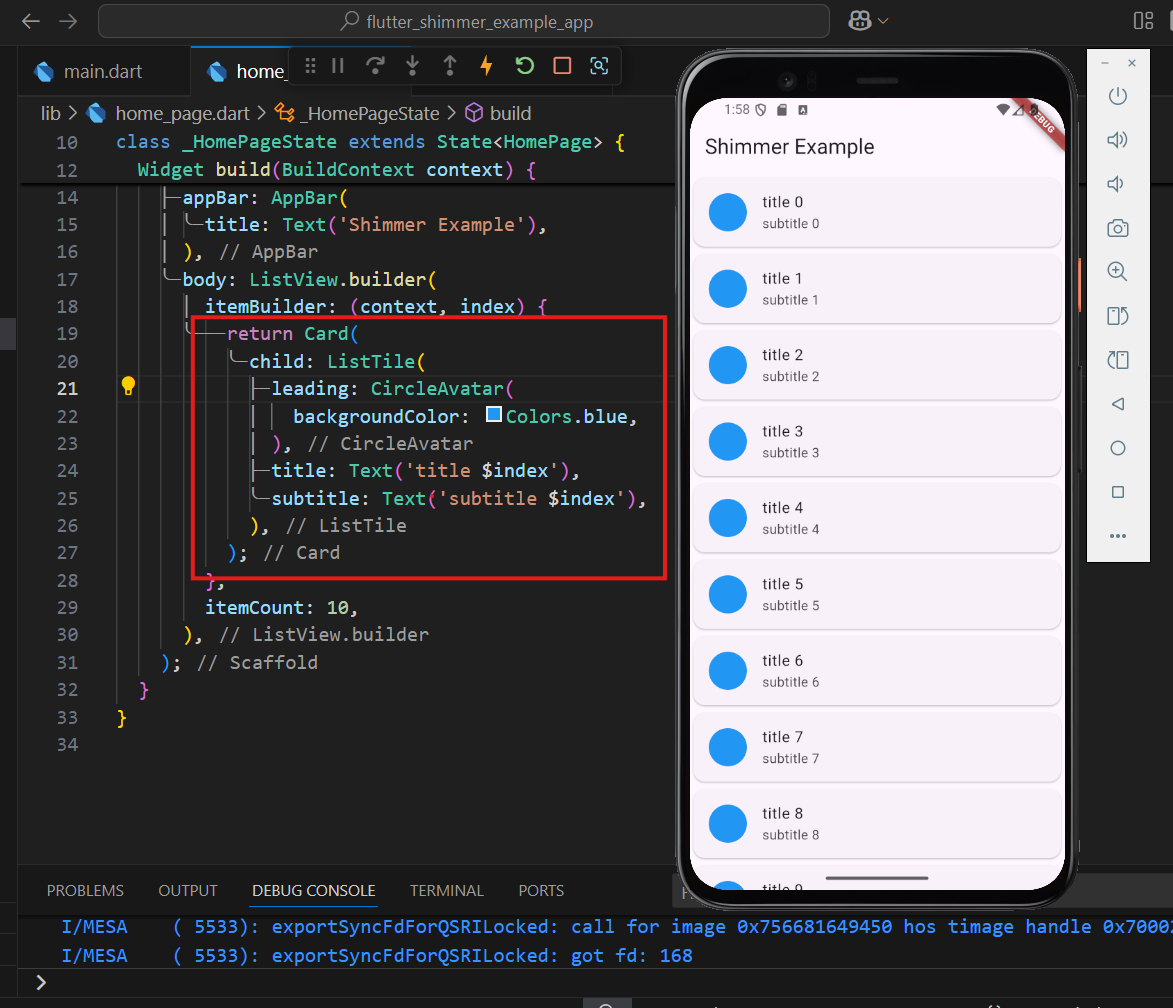 flutter_shimmer_example_app
main.dart
home_
lib > home_page.dart > _HomePageState > build
10 class _HomePageState extends State<HomePage> {
12 Widget build(BuildContext context) {
14 appBar: AppBar(
15 title: Text('Shimmer Example'),
16 ), // AppBar
17 body: ListView.builder(
18 itemBuilder: (context, index) {
19 return Card(
20 child: ListTile(
21 leading: CircleAvatar(
22 backgroundColor: Colors.blue,
23 ), // CircleAvatar
24 title: Text('title $index'),
25 subtitle: Text('subtitle $index'),
26 ), // ListTile
27 ); // Card
28 },
29 itemCount: 10,
30 ), // ListView.builder
31 ); // Scaffold
32 }
33 }
34
1:58
Shimmer Example
title 0
subtitle 0
title 1
subtitle 1
title 2
subtitle 2
title 3
subtitle 3
title 4
subtitle 4
title 5
subtitle 5
title 6
subtitle 6
title 7
subtitle 7
title 8
subtitle 8
title 9
PROBLEMS OUTPUT DEBUG CONSOLE TERMINAL PORTS
I/MESA ( 5533): exportSyncFdForQSRILocked: call for image 0x756681649450 hos timage handle 0x7000
I/MESA ( 5533): exportSyncFdForQSRILocked: got fd: 168